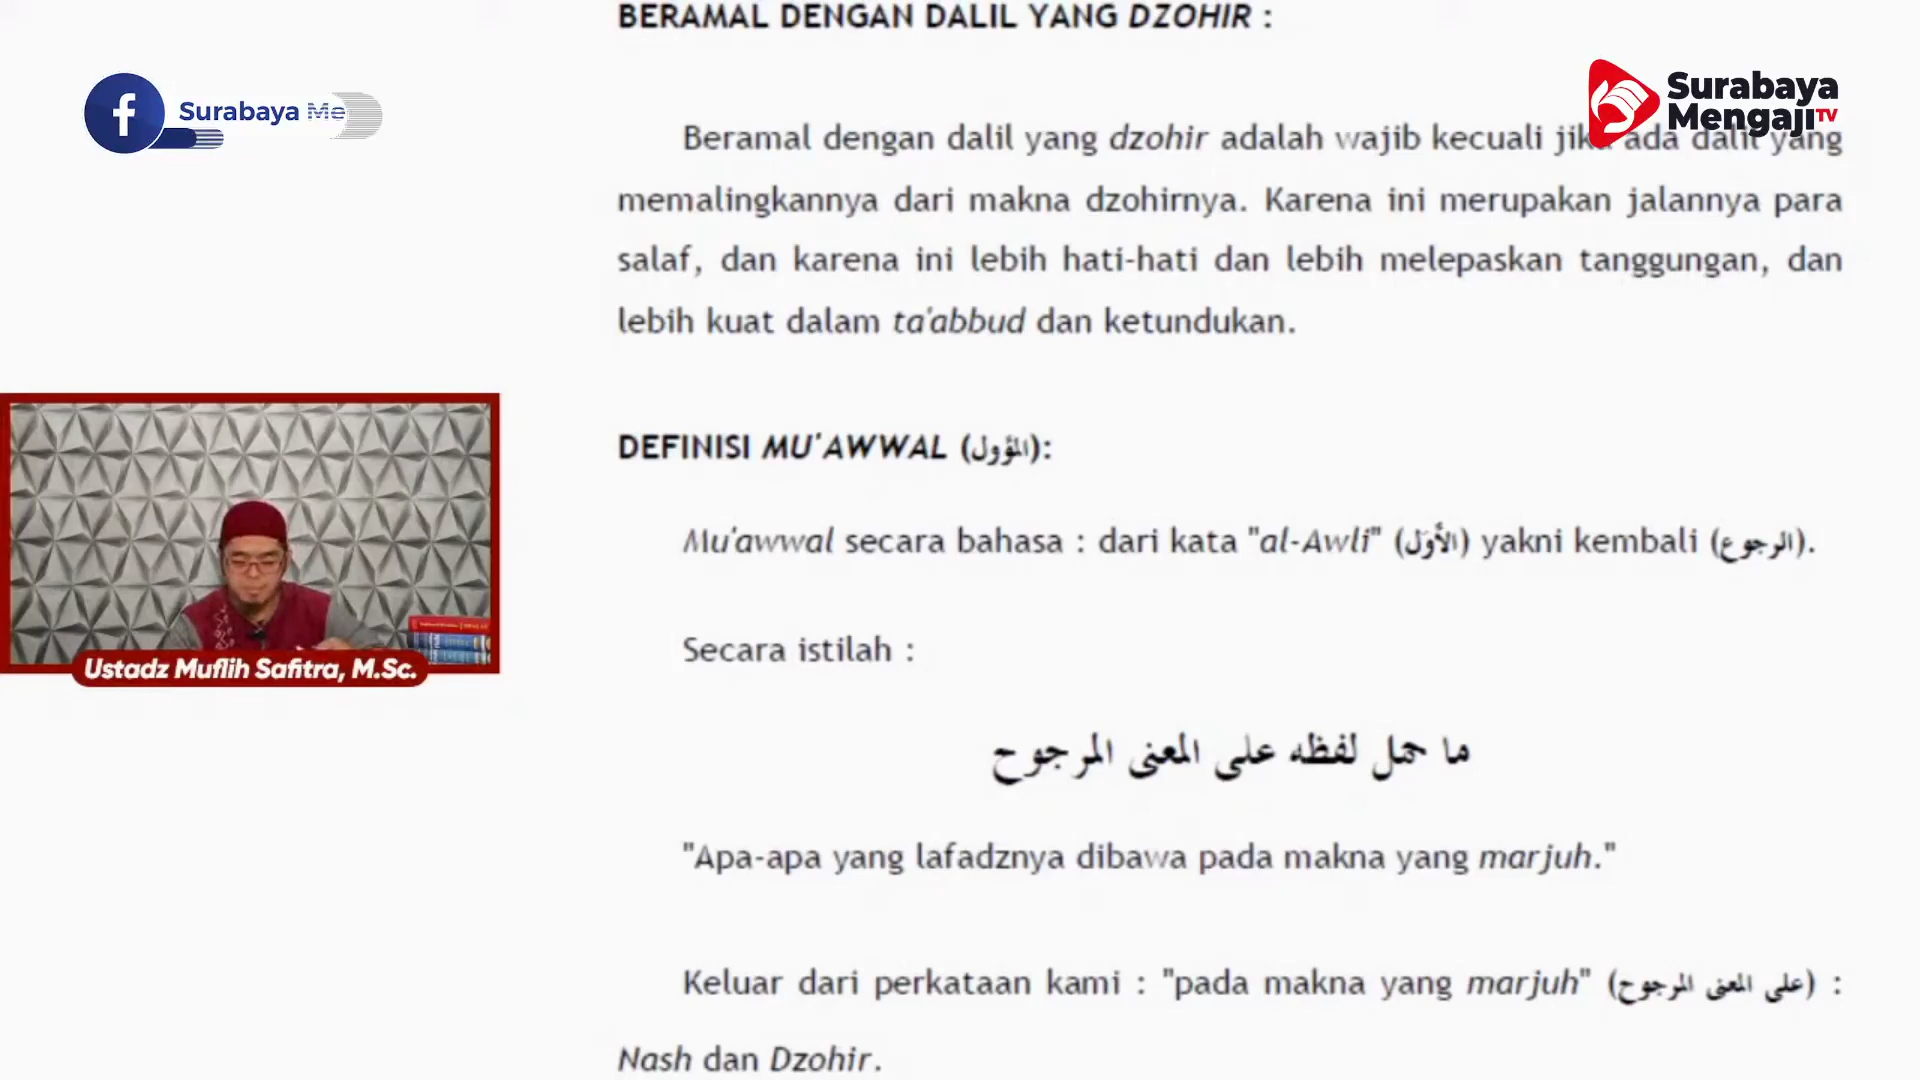 BERAMAL DENGAN DALIL YANG DZOHIR :
Surabaya Me
Surabaya
Mengaji TV
Beramal dengan dalil yang dzohir adalah wajib kecuali jika ada dalil yang
memalingkannya dari makna dzohirnya. Karena ini merupakan jalannya para
salaf, dan karena ini lebih hati-hati dan lebih melepaskan tanggungan, dan
lebih kuat dalam ta'abbud dan ketundukan.
DEFINISI MU'AWWAL (المؤول):
Mu'awwal secara bahasa : dari kata "al-Awli" (الأَوْل) yakni kembali (الرجوع).
Ustadz Muflih Safitra, M.Sc.
Secara istilah :
ما حمل لفظه على المعنى المرجوح
"Apa-apa yang lafadznya dibawa pada makna yang marjuh."
Keluar dari perkataan kami : "pada makna yang marjuh" (على المعنى المرجوح) :
Nash dan Dzohir.